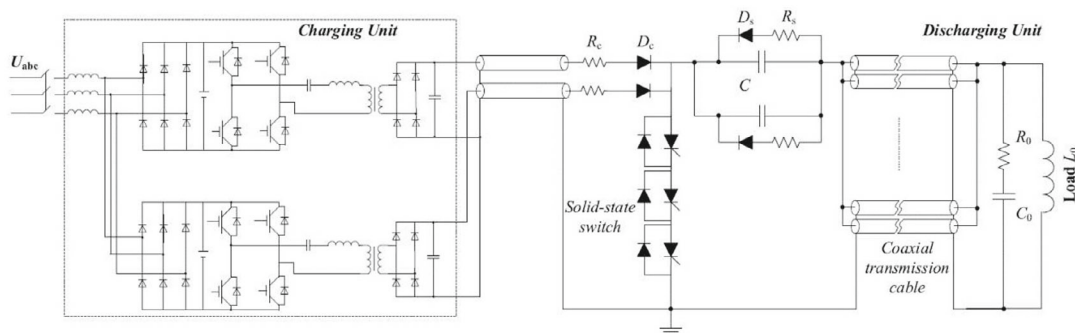 Charging Unit
Discharging Unit
Uabc
Rc
Dc
Ds
Rs
C
R0
C0
Load L0
Solid-state
switch
Coaxial
transmission
cable